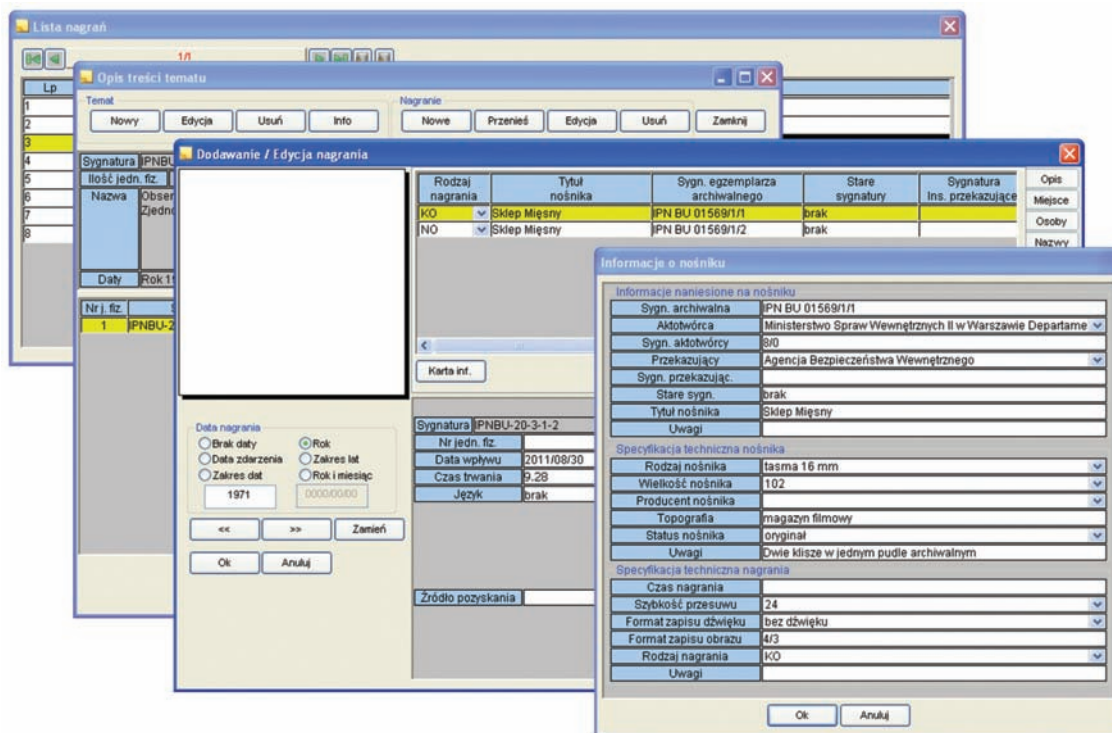 Lista nagrań
1/1
Lp
1
2
3
4
5
6
7
8
Opis treści tematu
Temat
Nowy Edycja Usuń Info
Nagranie
Nowe Przenieś Edycja Usuń Zamknij
Sygnatura IPNBU
Ilość jedn. fiz.
Nazwa Obser
Zjedno
Daty Rok 1
Nr j. fiz. S
1 IPNBU-2
Dodawanie / Edycja nagrania
Rodzaj nagrania Tytuł nośnika Sygn. egzemplarza archiwalnego Stare sygnatury Sygnatura Ins. przekazujące
KO Sklep Mięsny IPN BU 01569/1/1 brak
NO Sklep Mięsny IPN BU 01569/1/2 brak
Opis
Miejsce
Osoby
Nazwy
Karta inf.
Data nagrania
Brak daty Rok
Data zdarzenia Zakres lat
Zakres dat Rok i miesiąc
1971 0000/00/00
<< >> Zamień
Ok Anuluj
Sygnatura IPNBU-20-3-1-2
Nr jedn. fiz.
Data wpływu 2011/08/30
Czas trwania 9.28
Język brak
Źródło pozyskania
Informacje o nośniku
Informacje naniesione na nośniku
Sygn. archiwalna IPN BU 01569/1/1
Aktotwórca Ministerstwo Spraw Wewnętrznych II w Warszawie Departame
Sygn. aktotwórcy 8/0
Przekazujący Agencja Bezpieczeństwa Wewnętrznego
Sygn. przekazując.
Stare sygn. brak
Tytuł nośnika Sklep Mięsny
Uwagi
Specyfikacja techniczna nośnika
Rodzaj nośnika tasma 16 mm
Wielkość nośnika 102
Producent nośnika
Topografia magazyn filmowy
Status nośnika oryginał
Uwagi Dwie klisze w jednym pudle archiwalnym
Specyfikacja techniczna nagrania
Czas nagrania
Szybkość przesuwu 24
Format zapisu dźwięku bez dźwięku
Format zapisu obrazu 4/3
Rodzaj nagrania KO
Uwagi
Ok Anuluj